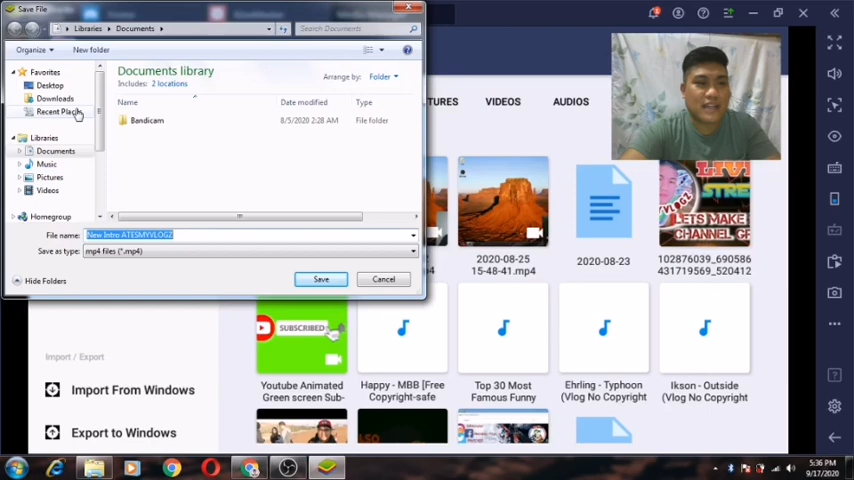 Save File
Libraries
Documents
Search Documents
Organize
New folder
Favorites
Desktop
Downloads
Recent Places
Libraries
Documents
Music
Pictures
Videos
Homegroup
Documents library
Includes: 2 locations
Arrange by: Folder
Name
Date modified
Type
Bandicam
8/5/2020 2:28 AM
File folder
File name:
New Intro ATESMYVLOGZ
Save as type:
mp4 files (*.mp4)
Hide Folders
Save
Cancel
TURES
VIDEOS
AUDIOS
2020-08-25
15-48-41.mp4
2020-08-23
102876039_690586
431719569_520412
LETS MAKE
SUBSCRIBED
Youtube Animated
Green screen Sub-
Happy - MBB [Free
Copyright-safe
Top 30 Most
Famous Funny
Ehrling - Typhoon
(Vlog No Copyright
Ikson - Outside
(Vlog No Copyright
Import / Export
Import From Windows
Export to Windows
5:36 PM
9/17/2020